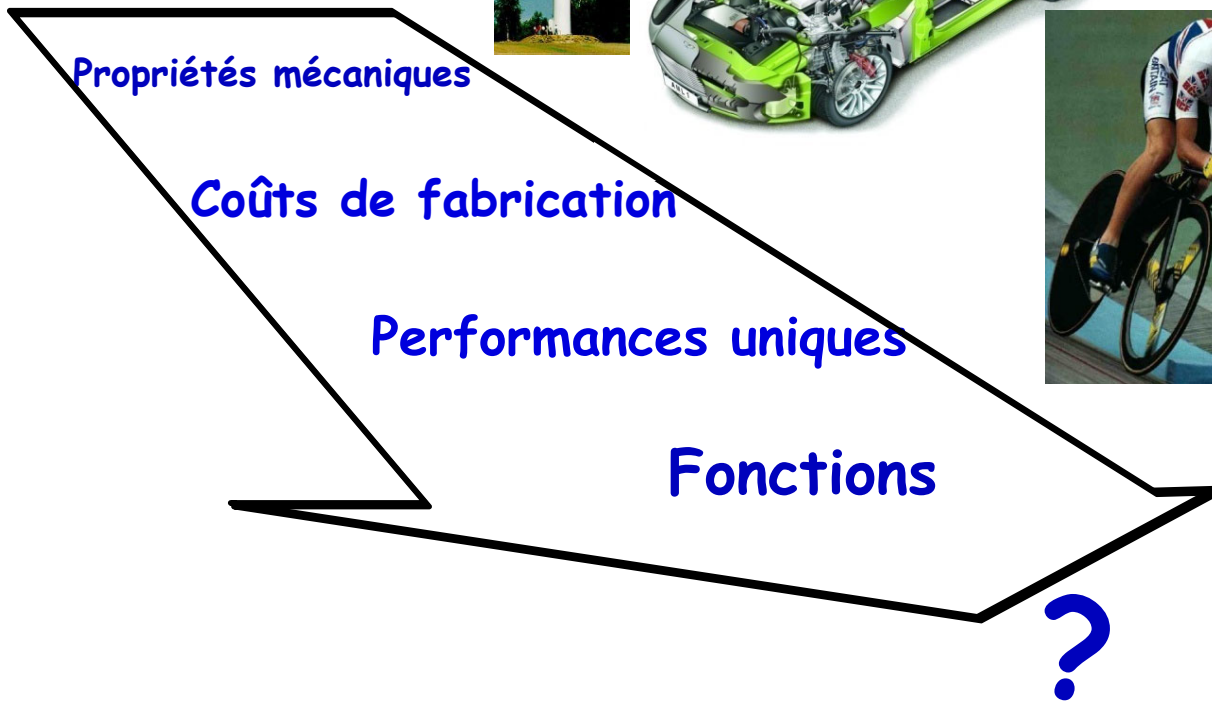 Propriétés mécaniques
Coûts de fabrication
Performances uniques
Fonctions
?